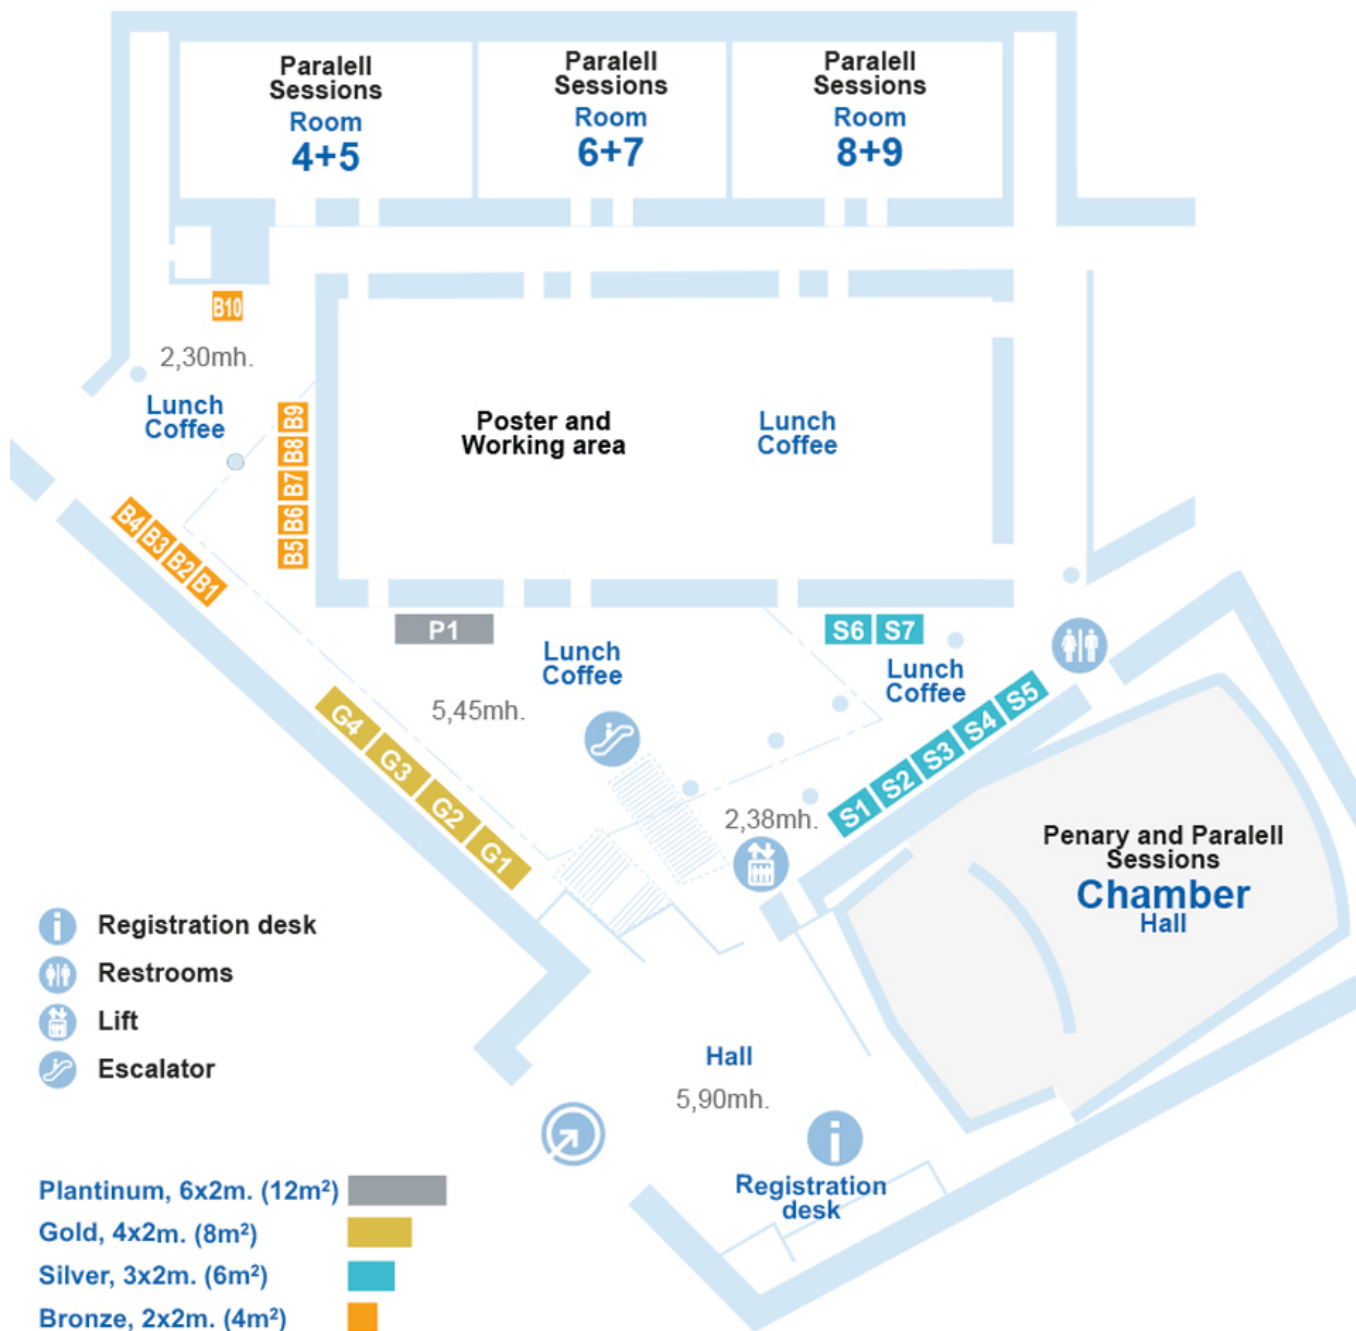 Paralell
Sessions
Room
4+5
Paralell
Sessions
Room
6+7
Paralell
Sessions
Room
8+9
B10
2,30mh.
Lunch
Coffee
B9
B8
B7
B6
B5
Poster and
Working area
Lunch
Coffee
B4
B3
B2
B1
P1
S6
S7
Lunch
Coffee
Lunch
Coffee
5,45mh.
G4
G3
G2
G1
S5
S4
S3
S2
S1
2,38mh.
Penary and Paralell
Sessions
Chamber
Hall
Registration desk
Restrooms
Lift
Escalator
Hall
5,90mh.
i
Registration
desk
i
Plantinum, 6x2m. (12m²)
Gold, 4x2m. (8m²)
Silver, 3x2m. (6m²)
Bronze, 2x2m. (4m²)